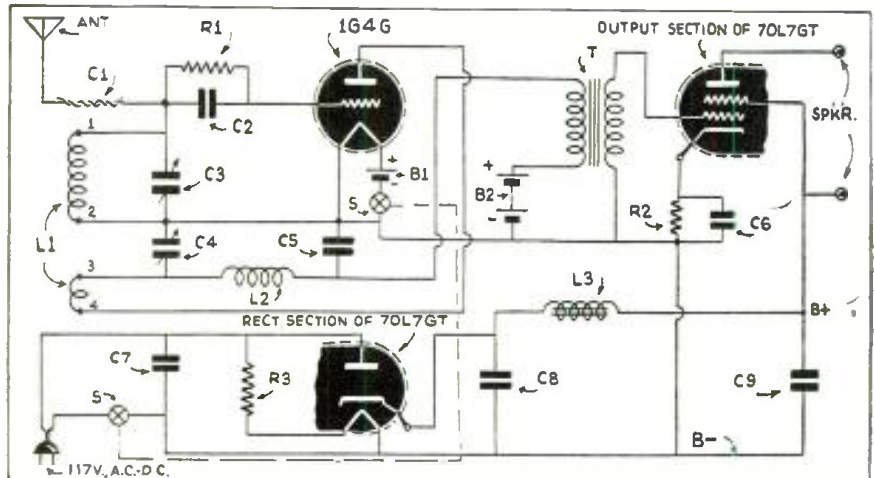 ANT
R1
1G4G
OUTPUT SECTION OF 70L7GT
C1
T
C2
SPKR.
1
+
B1
-
C3
+
B2
-
S
R2
C6
2
L1
C4
C5
3
L2
L3
4
RECT SECTION OF 70L7GT
B+
C7
R3
C8
C9
S
B-
117V., A.C.-D.C.